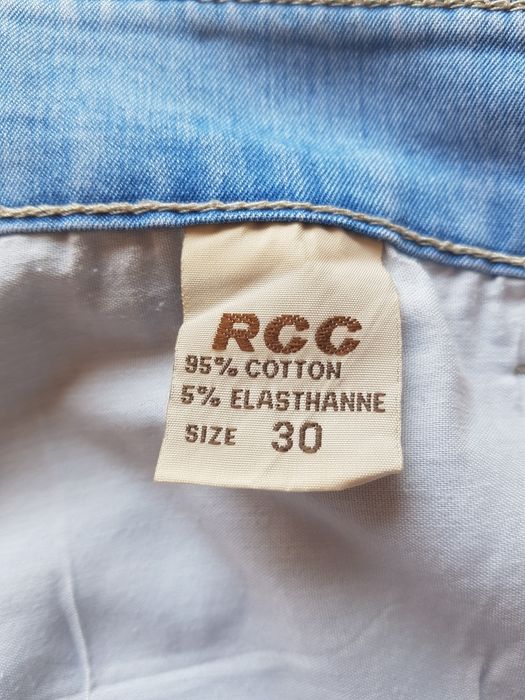 RCC
95% COTTON
5% ELASTHANNE
SIZE 30